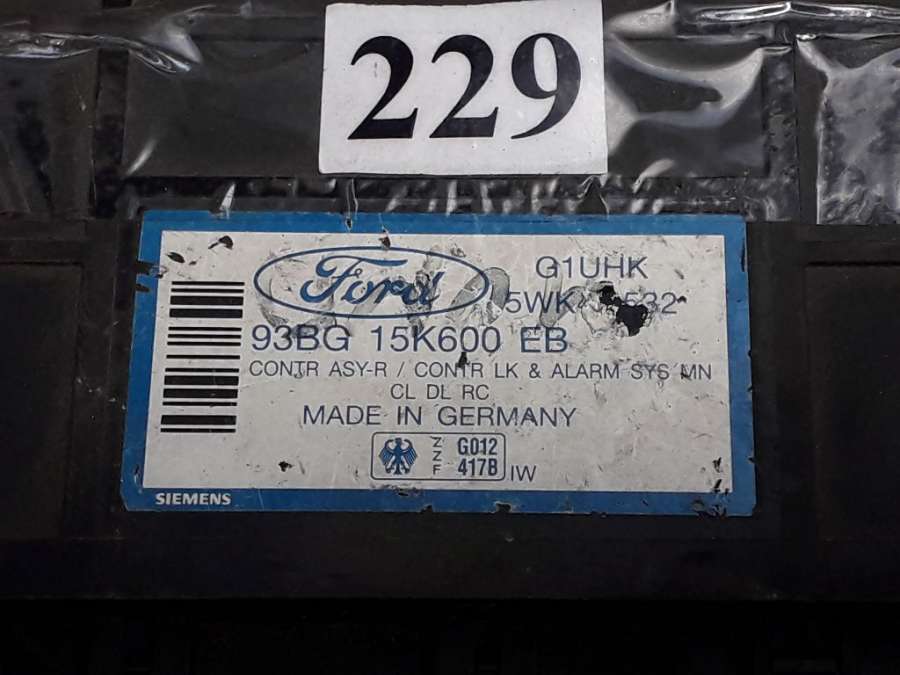 229
Ford
G1UHK
93BG 15K600 EB
CONTR ASY-R / CONTR LK & ALARM SYS MN
CL DL RC
MADE IN GERMANY
Z Z F
G012
417B
IW
SIEMENS